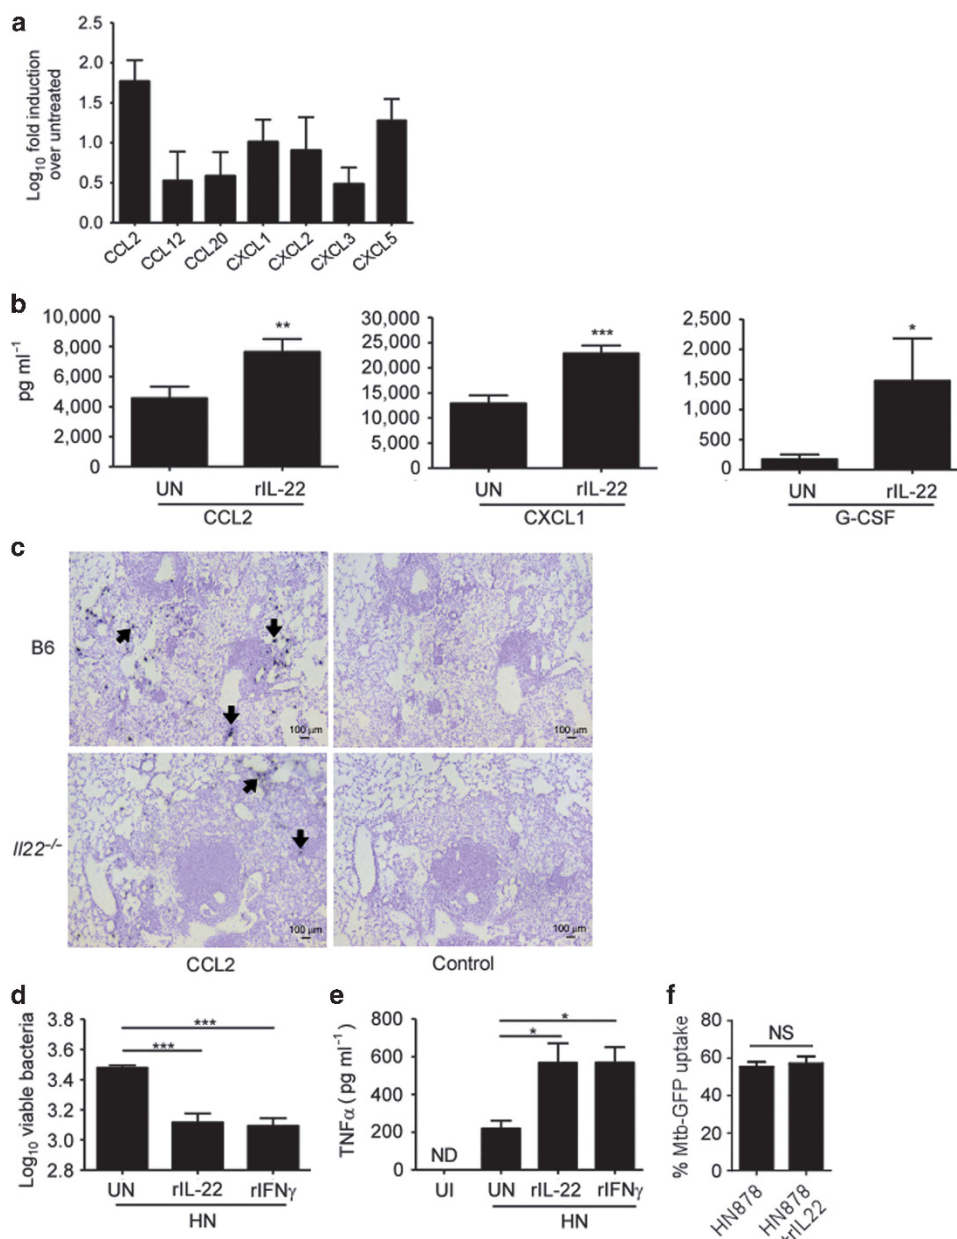 a
Log10 fold induction
over untreated
2.5
2.0
1.5
1.0
0.5
0.0
CCL2
CCL12
CCL20
CXCL1
CXCL2
CXCL3
CXCL5
b
pg ml−1
10,000
8,000
6,000
4,000
2,000
0
**
UN rIL-22
CCL2
30,000
25,000
20,000
15,000
10,000
5,000
0
***
UN rIL-22
CXCL1
2,500
2,000
1,500
1,000
500
0
*
UN rIL-22
G-CSF
c
B6
100 µm
100 µm
Il22−/−
100 µm
100 µm
CCL2 Control
d
Log10 viable bacteria
3.8
3.6
3.4
3.2
3.0
2.8
***
***
UN rIL-22 rIFNγ
HN
e
TNFα ( pg ml−1 )
800
600
400
200
0
*
*
ND
UI UN rIL-22 rIFNγ
HN
f
% Mtb-GFP uptake
80
60
40
20
0
NS
HN878
HN878
+rIL22